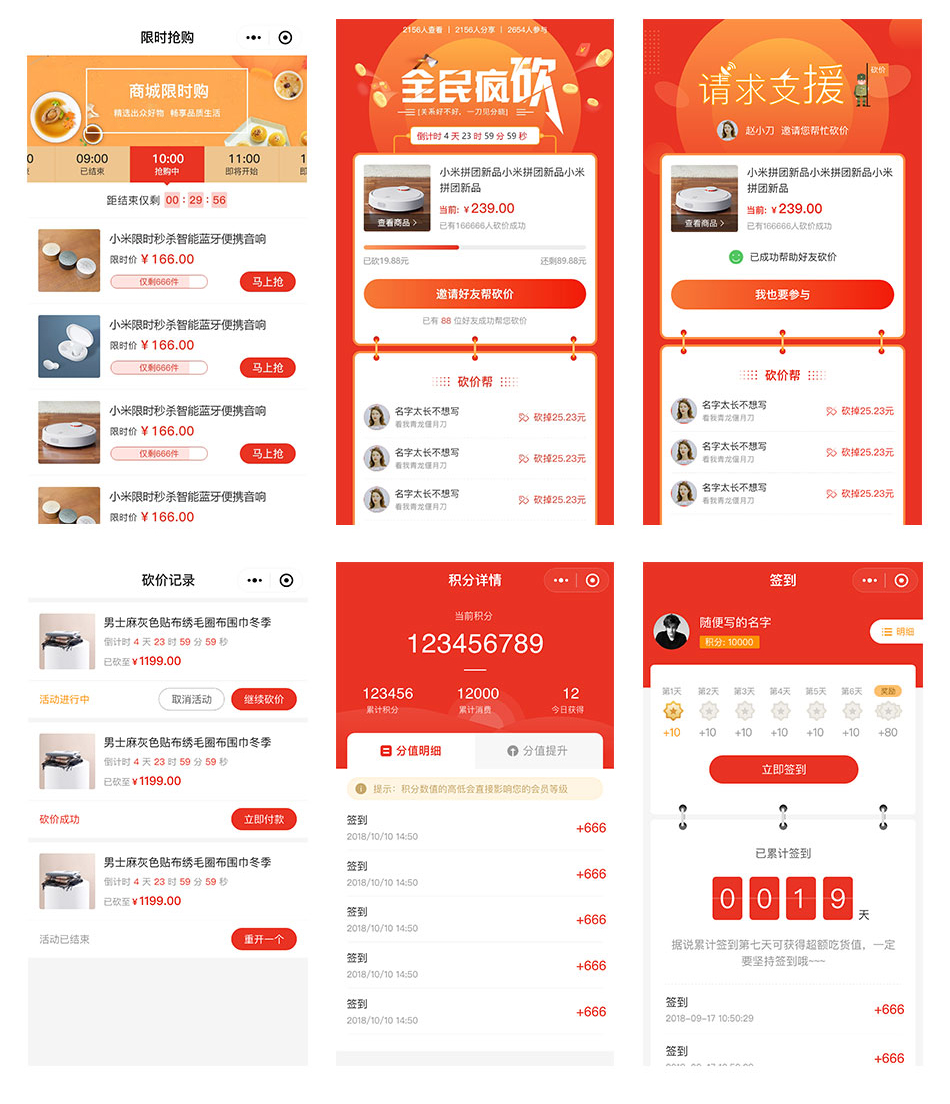 限时抢购
商城限时购
精选出众好物 畅享品质生活
09:00 10:00 11:00
已结束 抢购中 即将开始
距结束仅剩 00 : 29 : 56
小米限时秒杀智能蓝牙便携音响
限时价 ¥ 166.00
仅剩666件 马上抢
小米限时秒杀智能蓝牙便携音响
限时价 ¥ 166.00
仅剩666件 马上抢
小米限时秒杀智能蓝牙便携音响
限时价 ¥ 166.00
仅剩666件 马上抢
小米限时秒杀智能蓝牙便携音响
限时价 ¥ 166.00
2156人查看 | 2156人分享 | 2654人参与
全民疯砍
[关系好不好,一刀见分晓]
倒计时 4 天 23 时 59 分 59 秒
小米拼团新品小米拼团新品小米
拼团新品
当前: ¥ 239.00
查看商品 >
已有166666人砍价成功
已砍19.88元 还剩89.88元
邀请好友帮砍价
已有 88 位好友成功帮您砍价
砍价帮
名字太长不想写
看我青龙偃月刀
砍掉25.23元
名字太长不想写
看我青龙偃月刀
砍掉25.23元
名字太长不想写
看我青龙偃月刀
砍掉25.23元
请求支援
砍价
赵小刀 邀请您帮忙砍价
小米拼团新品小米拼团新品小米
拼团新品
当前: ¥ 239.00
查看商品 >
已有166666人砍价成功
已成功帮助好友砍价
我也要参与
砍价帮
名字太长不想写
看我青龙偃月刀
砍掉25.23元
名字太长不想写
看我青龙偃月刀
砍掉25.23元
名字太长不想写
看我青龙偃月刀
砍掉25.23元
砍价记录
男士麻灰色贴布绣毛圈布围巾冬季
倒计时 4 天 23 时 59 分 59 秒
已砍至 ¥ 1199.00
活动进行中 取消活动 继续砍价
男士麻灰色贴布绣毛圈布围巾冬季
倒计时 4 天 23 时 59 分 59 秒
已砍至 ¥ 1199.00
砍价成功 立即付款
男士麻灰色贴布绣毛圈布围巾冬季
倒计时 4 天 23 时 59 分 59 秒
已砍至 ¥ 1199.00
活动已结束 重开一个
积分详情
当前积分
123456789
123456 12000 12
累计积分 累计消费 今日获得
分值明细 分值提升
提示:积分数值的高低会直接影响您的会员等级
签到
2018/10/10 14:50
+666
签到
2018/10/10 14:50
+666
签到
2018/10/10 14:50
+666
签到
2018/10/10 14:50
+666
签到
2018/10/10 14:50
+666
签到
随便写的名字
积分: 10000
明细
第1天 第2天 第3天 第4天 第5天 第6天 奖励
+10 +10 +10 +10 +10 +10 +80
立即签到
已累计签到
0 0 1 9 天
据说累计签到第七天可获得超额吃货值,一定
要坚持签到哦~~~
签到
2018-09-17 10:50:29
+666
签到
+666